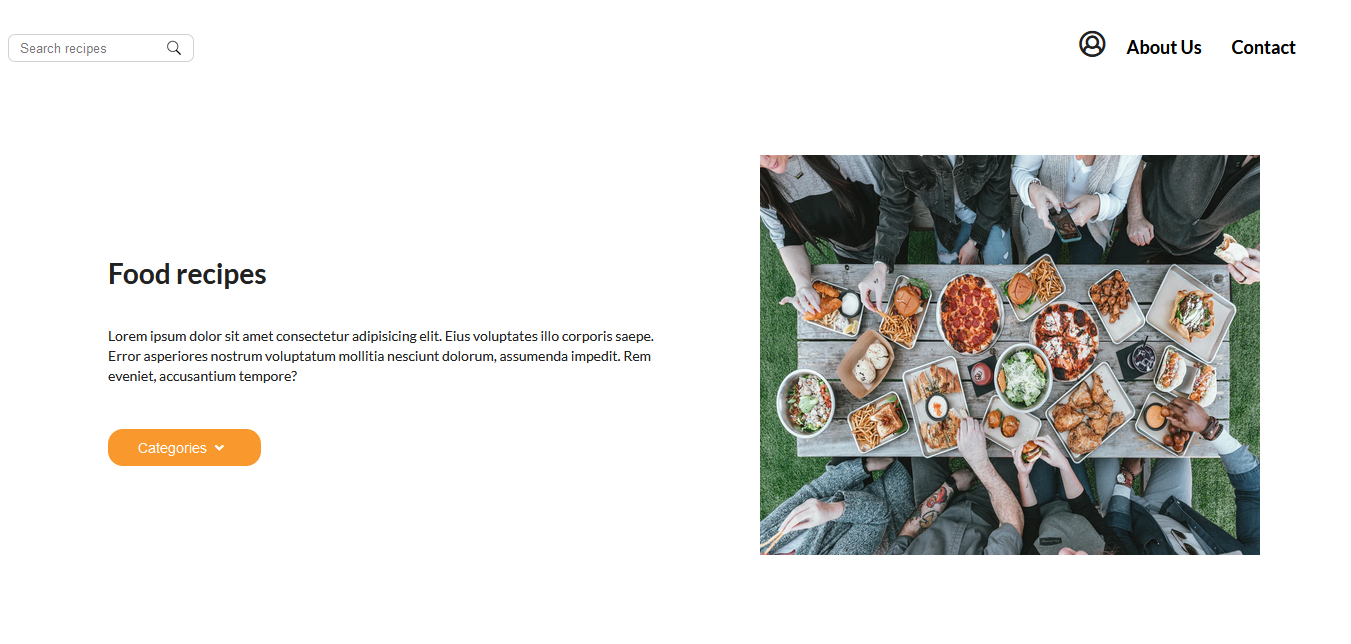 Search recipes
About Us
Contact
Food recipes
Lorem ipsum dolor sit amet consectetur adipisicing elit. Eius voluptates illo corporis saepe.
Error asperiores nostrum voluptatum mollitia nesciunt dolorum, assumenda impedit. Rem
eveniet, accusantium tempore?
Categories